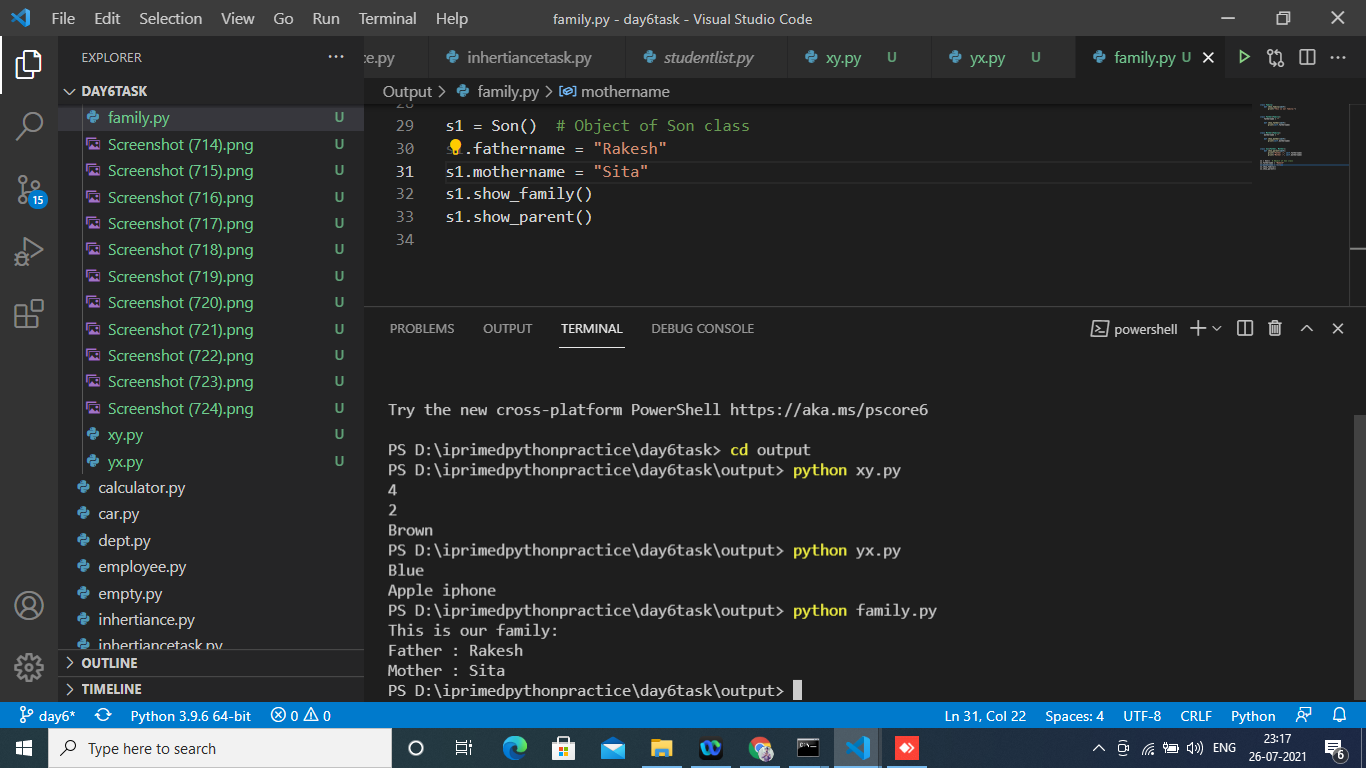 File Edit Selection View Go Run Terminal Help family.py - day6task - Visual Studio Code
EXPLORER
ce.py inhertiancetask.py studentlist.py xy.py U yx.py U family.py U
DAY6TASK
Output > family.py > mothername
family.py U
Screenshot (714).png U
Screenshot (715).png U
Screenshot (716).png U
Screenshot (717).png U
Screenshot (718).png U
Screenshot (719).png U
Screenshot (720).png U
Screenshot (721).png U
Screenshot (722).png U
Screenshot (723).png U
Screenshot (724).png U
xy.py U
yx.py U
calculator.py
car.py
dept.py
employee.py
empty.py
inhertiance.py
inhertiancetask.py
OUTLINE
TIMELINE
15
28
29 s1 = Son() # Object of Son class
30 s1.fathername = "Rakesh"
31 s1.mothername = "Sita"
32 s1.show_family()
33 s1.show_parent()
34
PROBLEMS OUTPUT TERMINAL DEBUG CONSOLE powershell
Try the new cross-platform PowerShell https://aka.ms/pscore6
PS D:\iprimedpythonpractice\day6task> cd output
PS D:\iprimedpythonpractice\day6task\output> python xy.py
4
2
Brown
PS D:\iprimedpythonpractice\day6task\output> python yx.py
Blue
Apple iphone
PS D:\iprimedpythonpractice\day6task\output> python family.py
This is our family:
Father : Rakesh
Mother : Sita
PS D:\iprimedpythonpractice\day6task\output>
day6* Python 3.9.6 64-bit 0 0 Ln 31, Col 22 Spaces: 4 UTF-8 CRLF Python
Type here to search ENG 23:17
26-07-2021 6